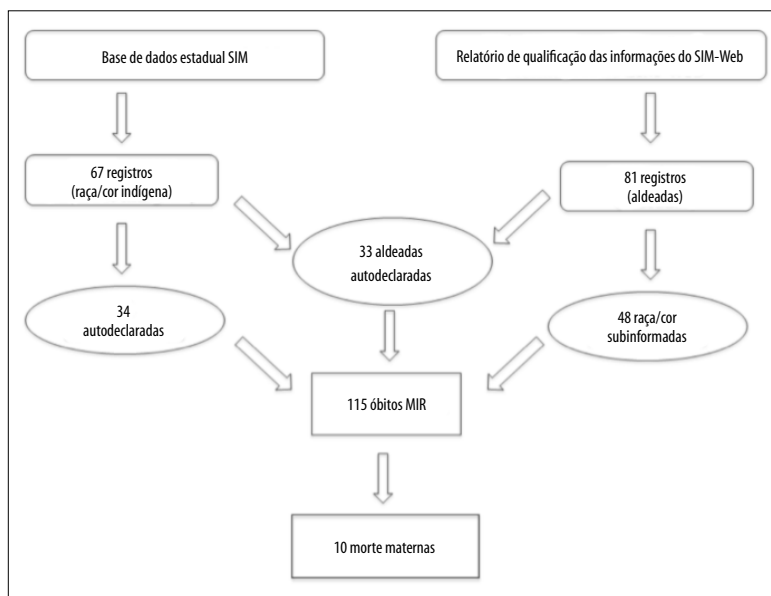 Base de dados estadual SIM
Relatório de qualificação das informações do SIM-Web
67 registros
(raça/cor indígena)
81 registros
(aldeadas)
33 aldeadas
autodeclaradas
34
autodeclaradas
48 raça/cor
subinformadas
115 óbitos MIR
10 morte maternas